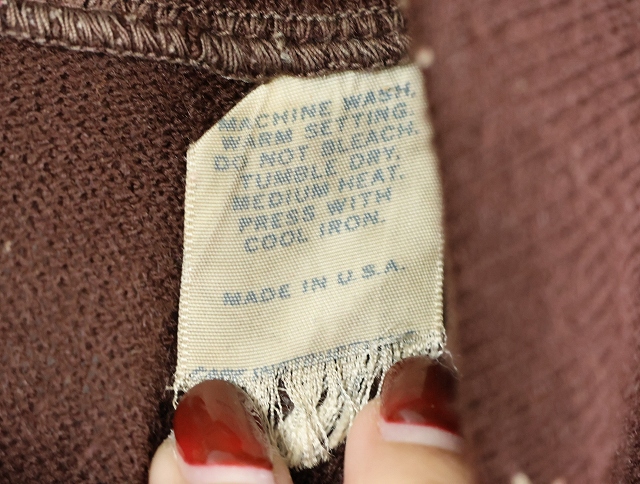 MACHINE WASH,
WARM SETTING.
DO NOT BLEACH.
TUMBLE DRY,
MEDIUM HEAT.
PRESS WITH
COOL IRON.
MADE IN U.S.A.